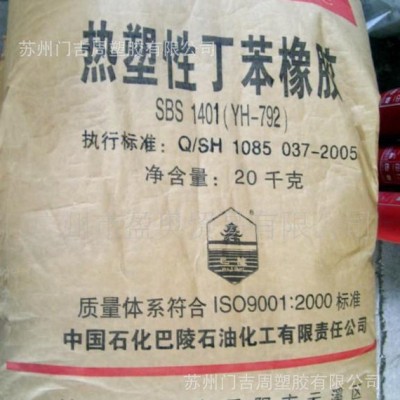 苏州门吉周塑胶有限公司
热塑性丁苯橡胶
SBS 1401(YH-792)
执行标准: Q/SH 1085 037-2005
净含量: 20 千克
质量体系符合 ISO9001:2000 标准
中国石化巴陵石油化工有限责任公司
苏州门吉周塑胶有限公司